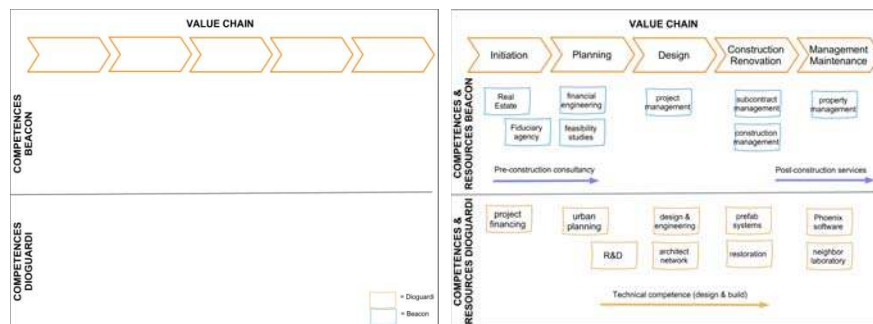 VALUE CHAIN
COMPETENCES
BEACON
COMPETENCES
DIOGUARDI
= Dioguardi
= Beacon
VALUE CHAIN
Initiation
Planning
Design
Construction
Renovation
Management
Maintenance
COMPETENCES &
RESOURCES BEACON
Real
Estate
Fiduciary
agency
financial
engineering
feasibility
studies
project
management
subcontract
management
construction
management
property
management
Pre-construction consultancy
Post-construction services
COMPETENCES &
RESOURCES DIOGUARDI
project
financing
urban
planning
R&D
design &
engineering
architect
network
prefab
systems
restoration
Phoenix
software
neighbor
laboratory
Technical competence (design & build)